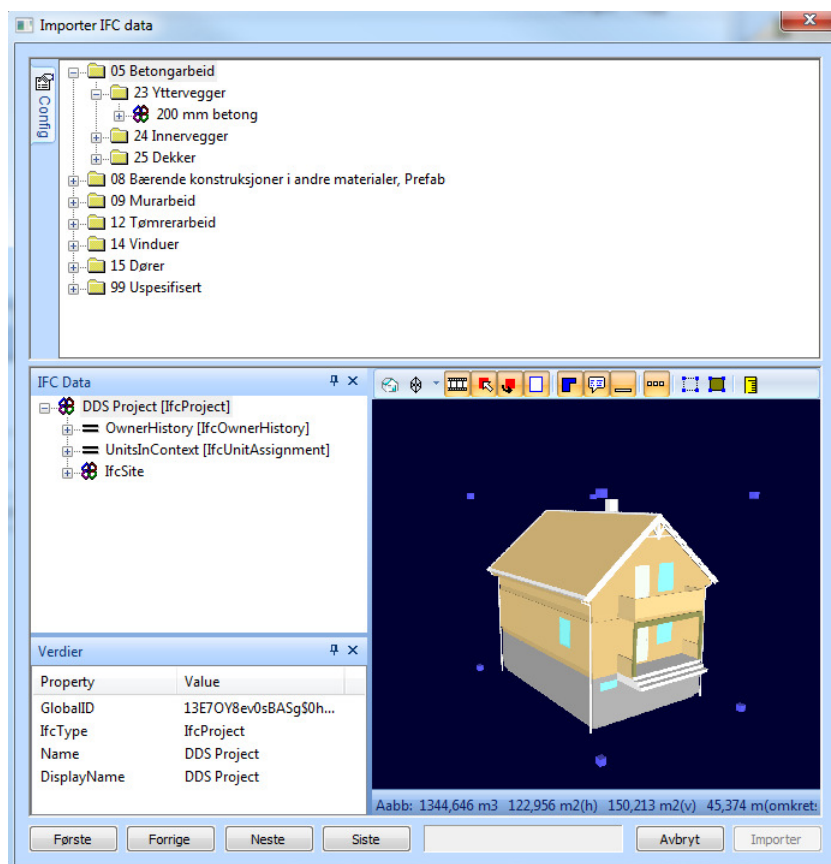 Importer IFC data
Config
05 Betongarbeid
23 Yttervegger
200 mm betong
24 Innervegger
25 Dekker
08 Bærende konstruksjoner i andre materialer, Prefab
09 Murarbeid
12 Tømrerarbeid
14 Vinduer
15 Dører
99 Uspesifisert
IFC Data
DDS Project [IfcProject]
OwnerHistory [IfcOwnerHistory]
UnitsInContext [IfcUnitAssignment]
IfcSite
Verdier
Property Value
GlobalID 13E7OY8ev0sBASg$0h...
IfcType IfcProject
Name DDS Project
DisplayName DDS Project
Aabb: 1344,646 m3 122,956 m2(h) 150,213 m2(v) 45,374 m(omkrets
Første Forrige Neste Siste Avbryt Importer